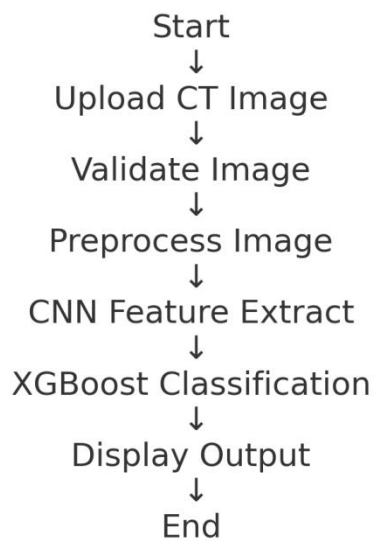 Start
↓
Upload CT Image
↓
Validate Image
↓
Preprocess Image
↓
CNN Feature Extract
↓
XGBoost Classification
↓
Display Output
↓
End